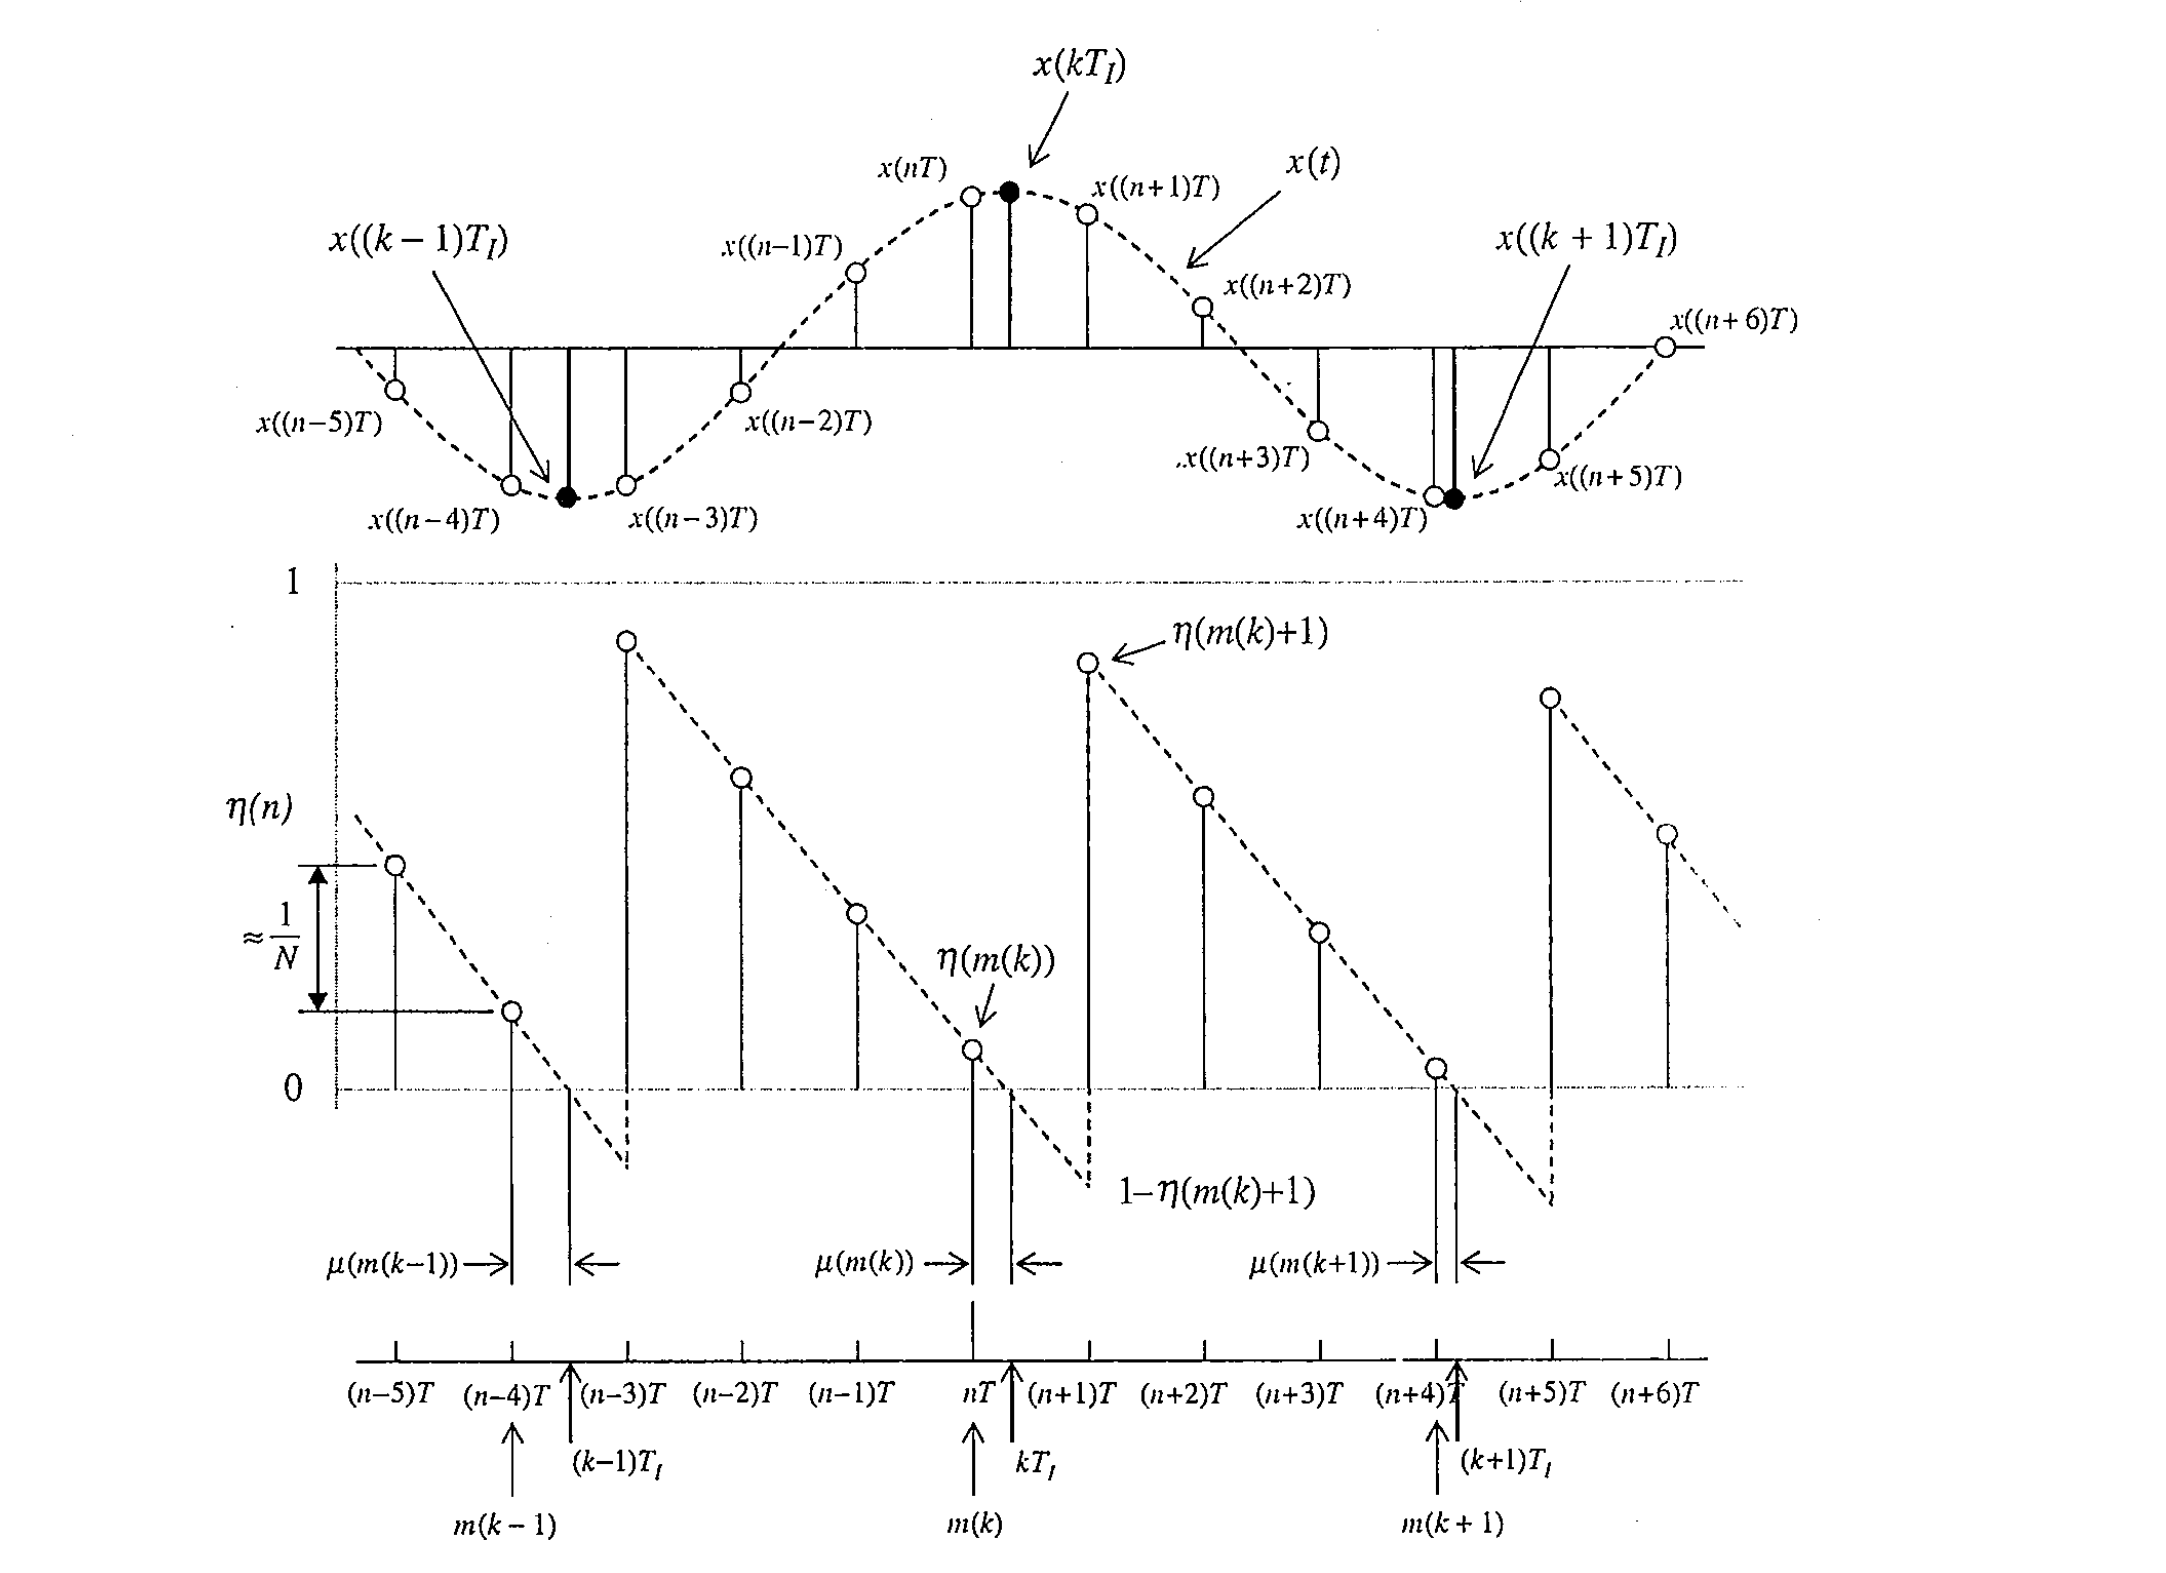 x(kT_I)
x(nT)
x(t)
x((n+1)T)
x((k – 1)T_I)
x((n–1)T)
x((k + 1)T_I)
x((n+2)T)
x((n+6)T)
x((n–5)T)
x((n–2)T)
x((n+3)T)
x((n+5)T)
x((n–4)T)
x((n–3)T)
x((n+4)T)
1
η(m(k)+1)
η(n)
≈ 1/N
η(m(k))
0
1–η(m(k)+1)
μ(m(k–1))
μ(m(k))
μ(m(k+1))
(n–5)T (n–4)T (n–3)T (n–2)T (n–1)T nT (n+1)T (n+2)T (n+3)T (n+4)T (n+5)T (n+6)T
(k–1)T_I kT_I (k+1)T_I
m(k – 1) m(k) m(k + 1)